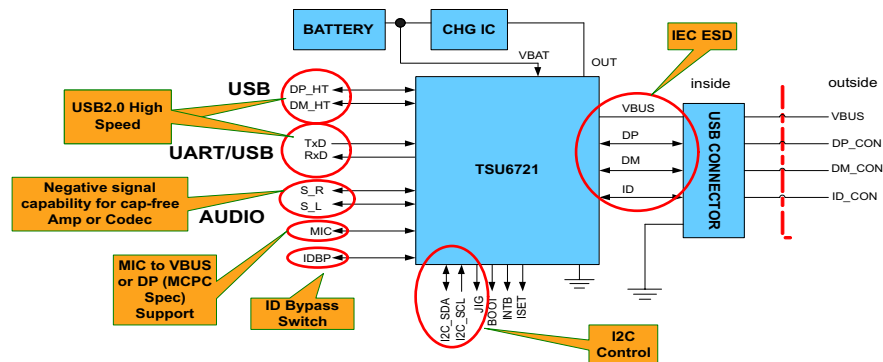 BATTERY
CHG IC
IEC ESD
VBAT
OUT
inside
outside
USB
DP_HT
DM_HT
USB2.0 High
Speed
TxD
RxD
UART/USB
S_R
S_L
AUDIO
Negative signal
capability for cap-free
Amp or Codec
MIC
IDBP
MIC to VBUS
or DP (MCPC
Spec)
Support
ID Bypass
Switch
TSU6721
VBUS
DP
DM
ID
USB CONNECTOR
VBUS
DP_CON
DM_CON
ID_CON
I2C_SDA
I2C_SCL
JIG
BOOT
INTB
ISET
I2C
Control